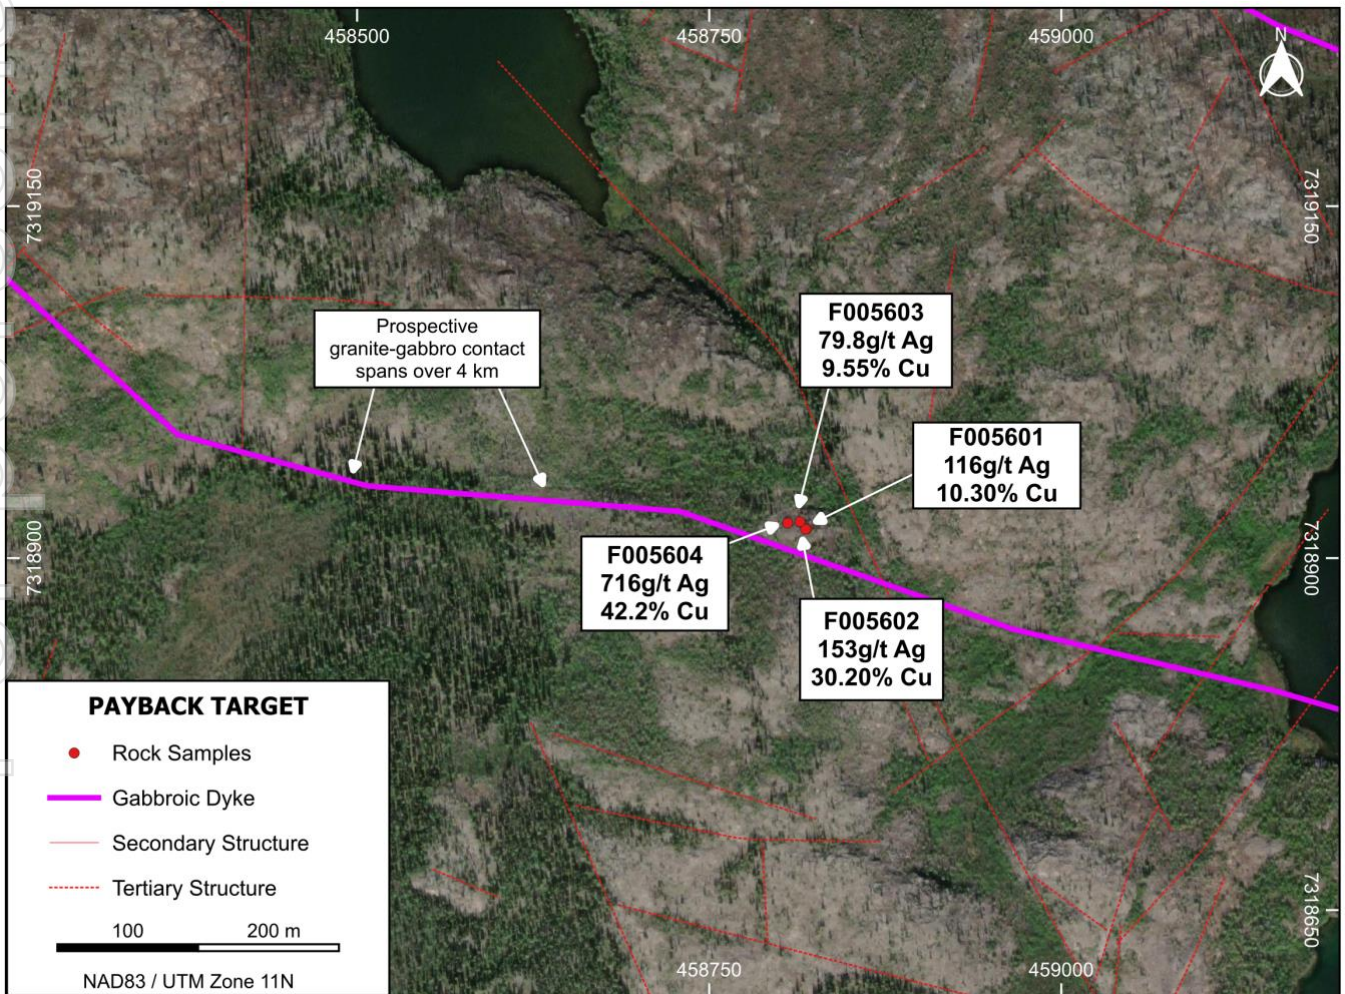 458500
458750
459000
N
7319150
7319150
F005603
79.8g/t Ag
9.55% Cu
Prospective
granite-gabbro contact
spans over 4 km
F005601
116g/t Ag
10.30% Cu
7318900
7318900
F005604
716g/t Ag
42.2% Cu
F005602
153g/t Ag
30.20% Cu
PAYBACK TARGET
Rock Samples
Gabbroic Dyke
Secondary Structure
Tertiary Structure
100
200 m
NAD83 / UTM Zone 11N
7318650
458750
459000